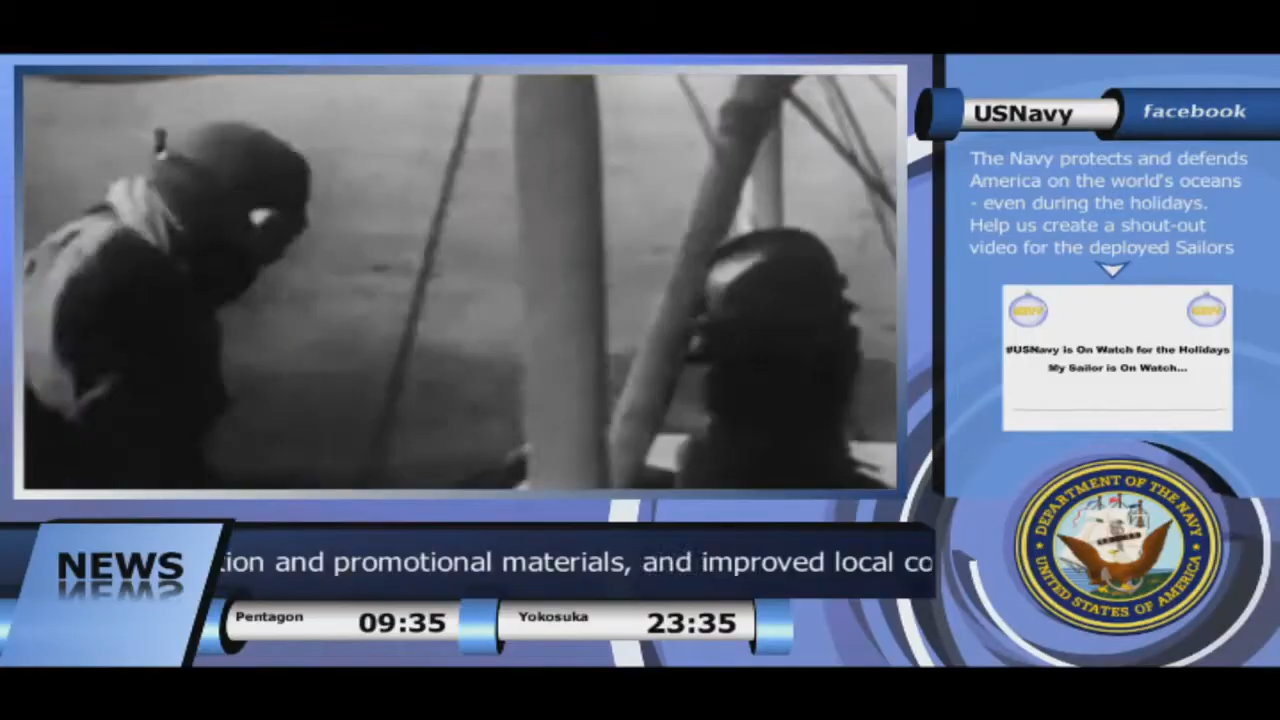 USNavy
facebook
The Navy protects and defends
America on the world's oceans
- even during the holidays.
Help us create a shout-out
video for the deployed Sailors
#USNavy is On Watch for the Holidays
My Sailor is On Watch...
DEPARTMENT OF THE NAVY
UNITED STATES OF AMERICA
NEWS
tion and promotional materials, and improved local co
Pentagon 09:35
Yokosuka 23:35